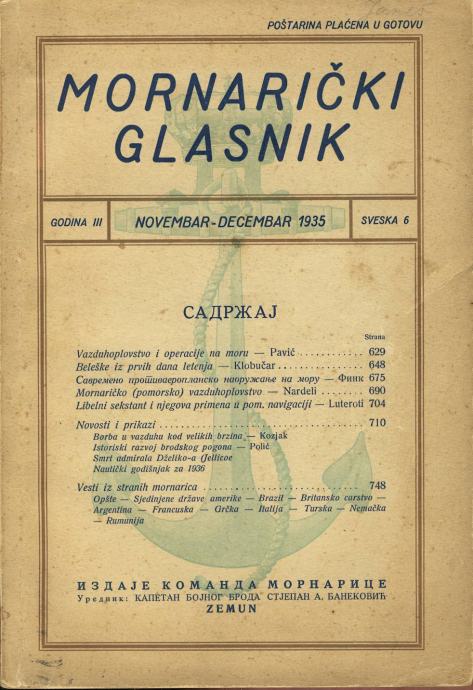 POŠTARINA PLAĆENA U GOTOVU
MORNARIČKI
GLASNIK
GODINA III
NOVEMBAR-DECEMBAR 1935
SVESKA 6
САДРЖАЈ
Strana
Vazduhoplovstvo i operacije na moru — Pavić 629
Beleške iz prvih dana letenja — Klobučar 648
Савремено противаеропланско наоружање на мору — Финк 675
Mornaričko (pomorsko) vazduhoplovstvo — Nardeli 690
Libelni sekstant i njegova primena u pom. navigaciji — Luteroti 704
Novosti i prikazi 710
Borba u vazduhu kod velikih brzina — Kozjak
Istoriski razvoj brodskog pogona — Polić
Smrt admirala Dželiko-a (Jellicoe
Nautički godišnjak za 1936
Vesti iz stranih mornarica 748
Opšte — Sjedinjene države amerike — Brazil — Britansko carstvo —
Argentina — Francuska — Grčka — Italija — Turska — Nemačka
— Rumunija
ИЗДАЈЕ КОМАНДА МОРНАРИЦЕ
Уредник: КАПЕТАН БОЈНОГ БРОДА СТЈЕПАН А. БАНЕКОВИЋ
ZEMUN